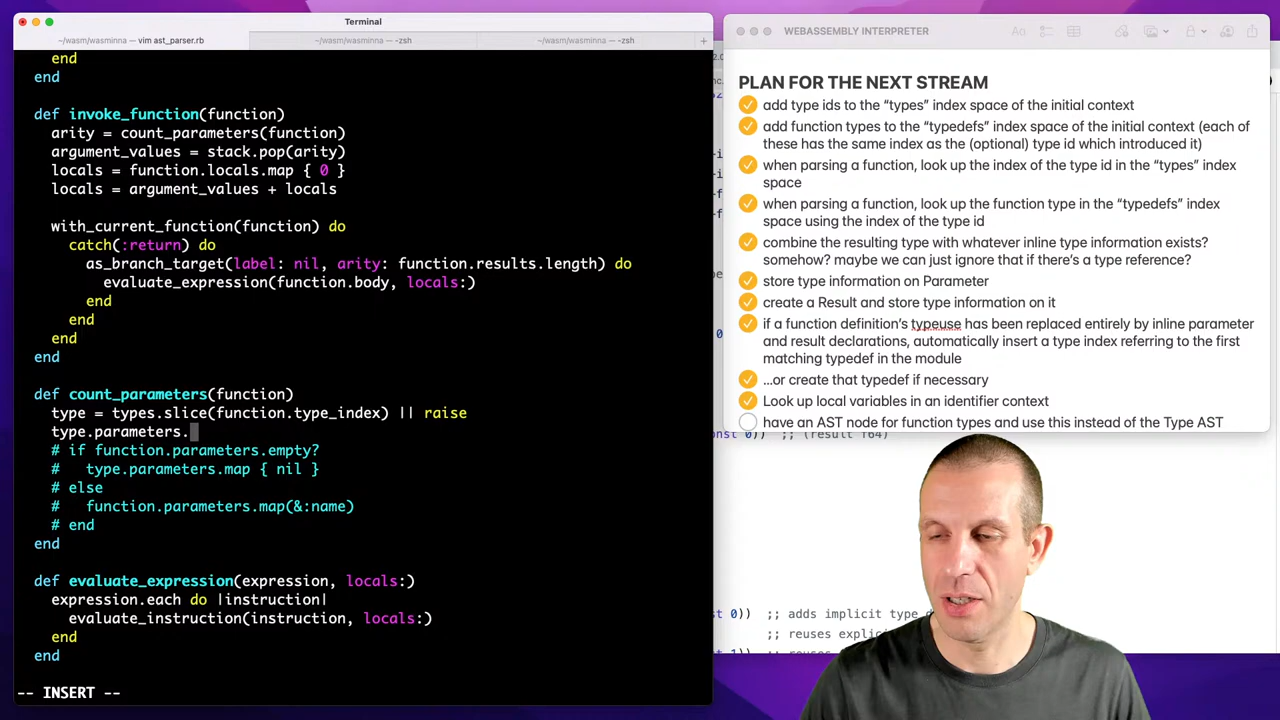 Terminal
~/wasm/wasminna — vim ast_parser.rb
~/wasm/wasminna — -zsh
~/wasm/wasminna — -zsh
+
end
end
def invoke_function(function)
arity = count_parameters(function)
argument_values = stack.pop(arity)
locals = function.locals.map { 0 }
locals = argument_values + locals
with_current_function(function) do
catch(:return) do
as_branch_target(label: nil, arity: function.results.length) do
evaluate_expression(function.body, locals:)
end
end
end
end
def count_parameters(function)
type = types.slice(function.type_index) || raise
type.parameters.
# if function.parameters.empty?
#   type.parameters.map { nil }
# else
#   function.parameters.map(&:name)
# end
end
def evaluate_expression(expression, locals:)
expression.each do |instruction|
evaluate_instruction(instruction, locals:)
end
end
-- INSERT --
WEBASSEMBLY INTERPRETER
Aa
PLAN FOR THE NEXT STREAM
add type ids to the “types” index space of the initial context
add function types to the “typedefs” index space of the initial context (each of
these has the same index as the (optional) type id which introduced it)
when parsing a function, look up the index of the type id in the “types” index
space
when parsing a function, look up the function type in the “typedefs” index
space using the index of the type id
combine the resulting type with whatever inline type information exists?
somehow? maybe we can just ignore that if there’s a type reference?
store type information on Parameter
create a Result and store type information on it
if a function definition’s typeuse has been replaced entirely by inline parameter
and result declarations, automatically insert a type index referring to the first
matching typedef in the module
…or create that typedef if necessary
Look up local variables in an identifier context
have an AST node for function types and use this instead of the Type AST
const 0)) ;; (result f64)
const 0)) ;; adds implicit type
;; reuses
const 1)) ;; reuses